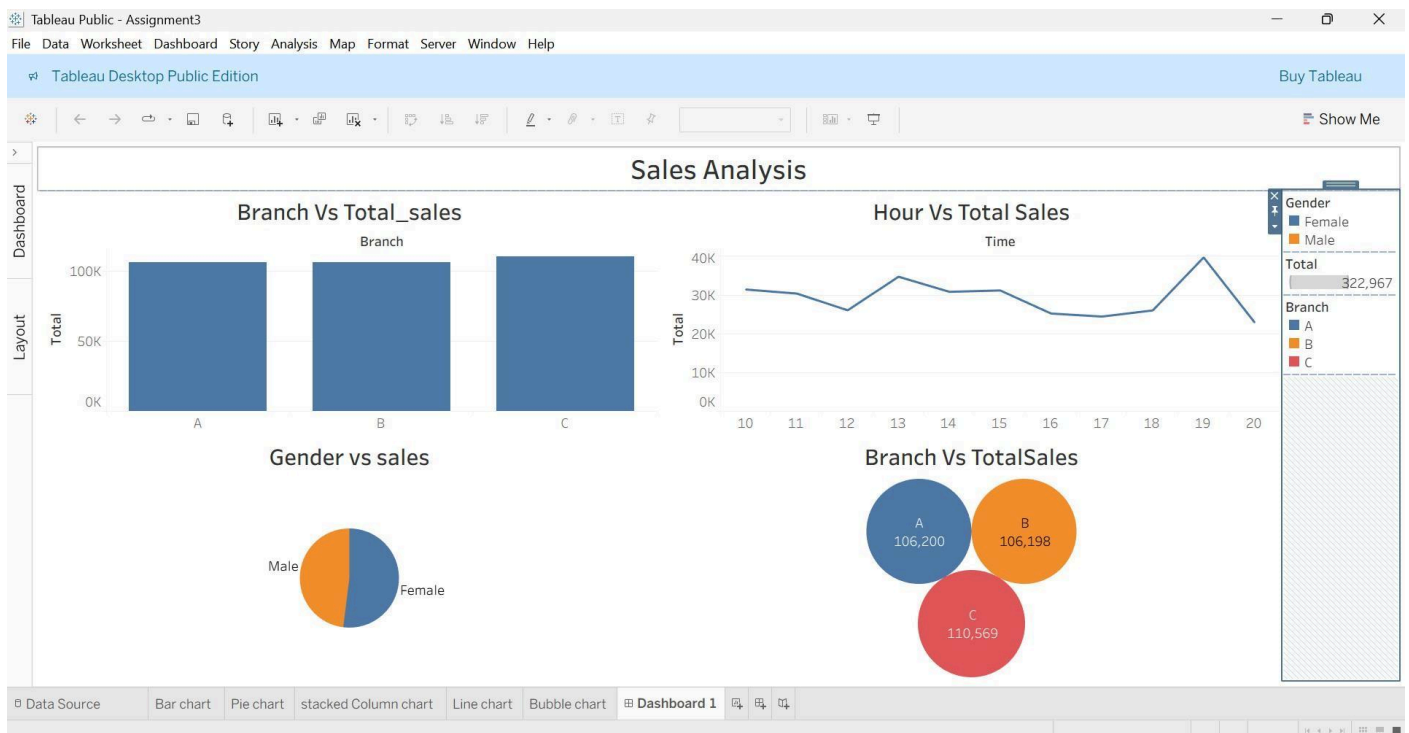 Tableau Public - Assignment3
File Data Worksheet Dashboard Story Analysis Map Format Server Window Help
Tableau Desktop Public Edition
Buy Tableau
Show Me
Dashboard
Layout
Sales Analysis
Branch Vs Total_sales
Branch
Total
100K
50K
0K
A B C
Hour Vs Total Sales
Time
Total
40K
30K
20K
10K
0K
10 11 12 13 14 15 16 17 18 19 20
Gender vs sales
Male
Female
Branch Vs TotalSales
A
106,200
B
106,198
C
110,569
Gender
Female
Male
Total
322,967
Branch
A
B
C
Data Source Bar chart Pie chart stacked Column chart Line chart Bubble chart Dashboard 1